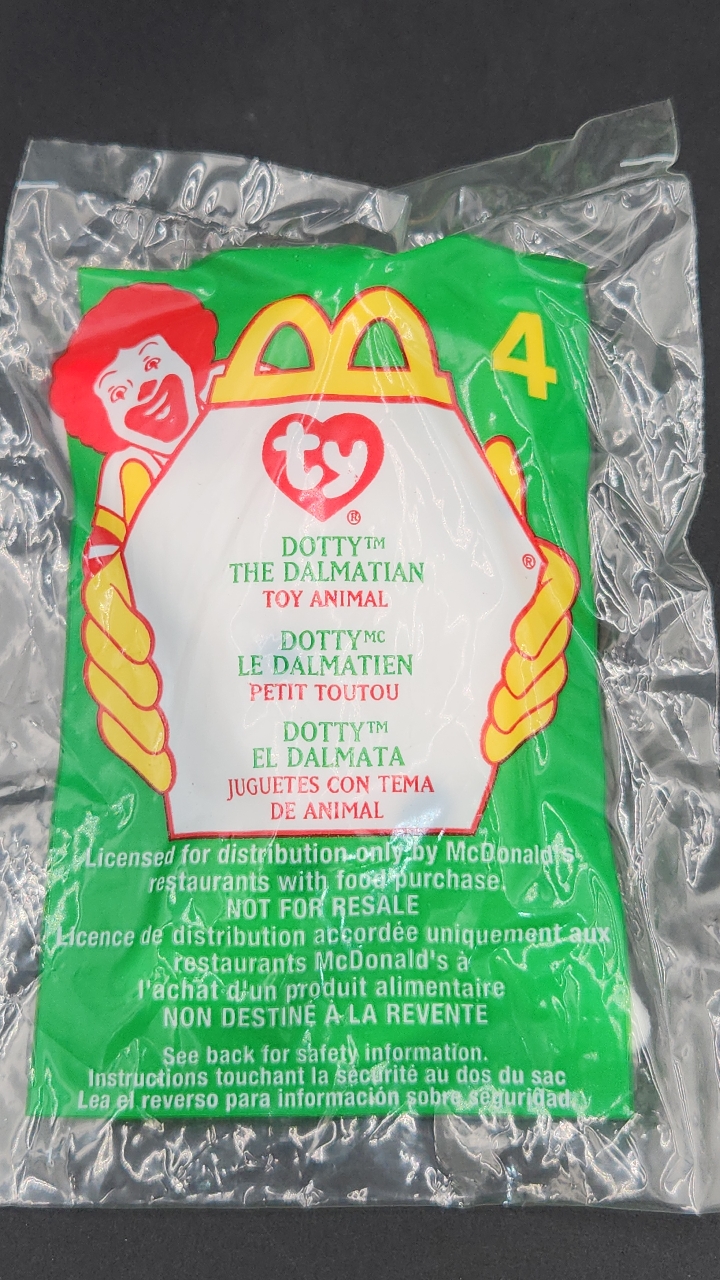 4
ty
®
DOTTY™
THE DALMATIAN
®
TOY ANIMAL
DOTTYMC
LE DALMATIEN
PETIT TOUTOU
DOTTY™
EL DALMATA
JUGUETES CON TEMA
DE ANIMAL
Licensed for distribution only by McDonald's
restaurants with food purchase.
NOT FOR RESALE
Licence de distribution accordée uniquement aux
restaurants McDonald's à
l'achat d'un produit alimentaire
NON DESTINÉ À LA REVENTE
See back for safety information.
Instructions touchant la sécurité au dos du sac
Lea el reverso para información sobre seguridad.